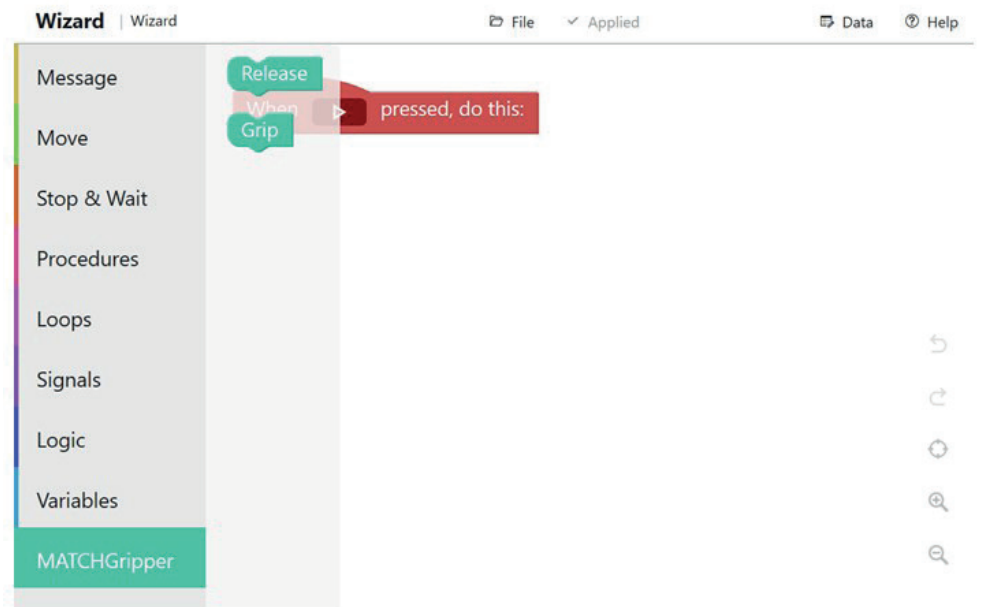 Wizard | Wizard File Applied Data Help
Message
Move
Stop & Wait
Procedures
Loops
Signals
Logic
Variables
MATCHGripper
Release
When pressed, do this:
Grip